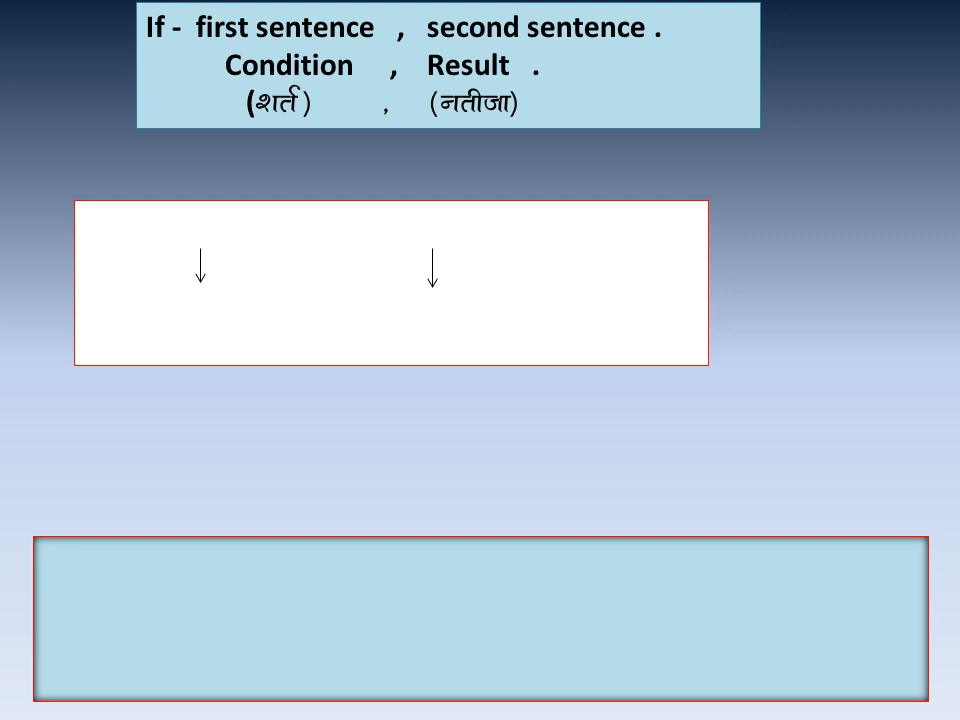 If - first sentence , second sentence .
Condition , Result .
(शर्त ) , (नतीजा)